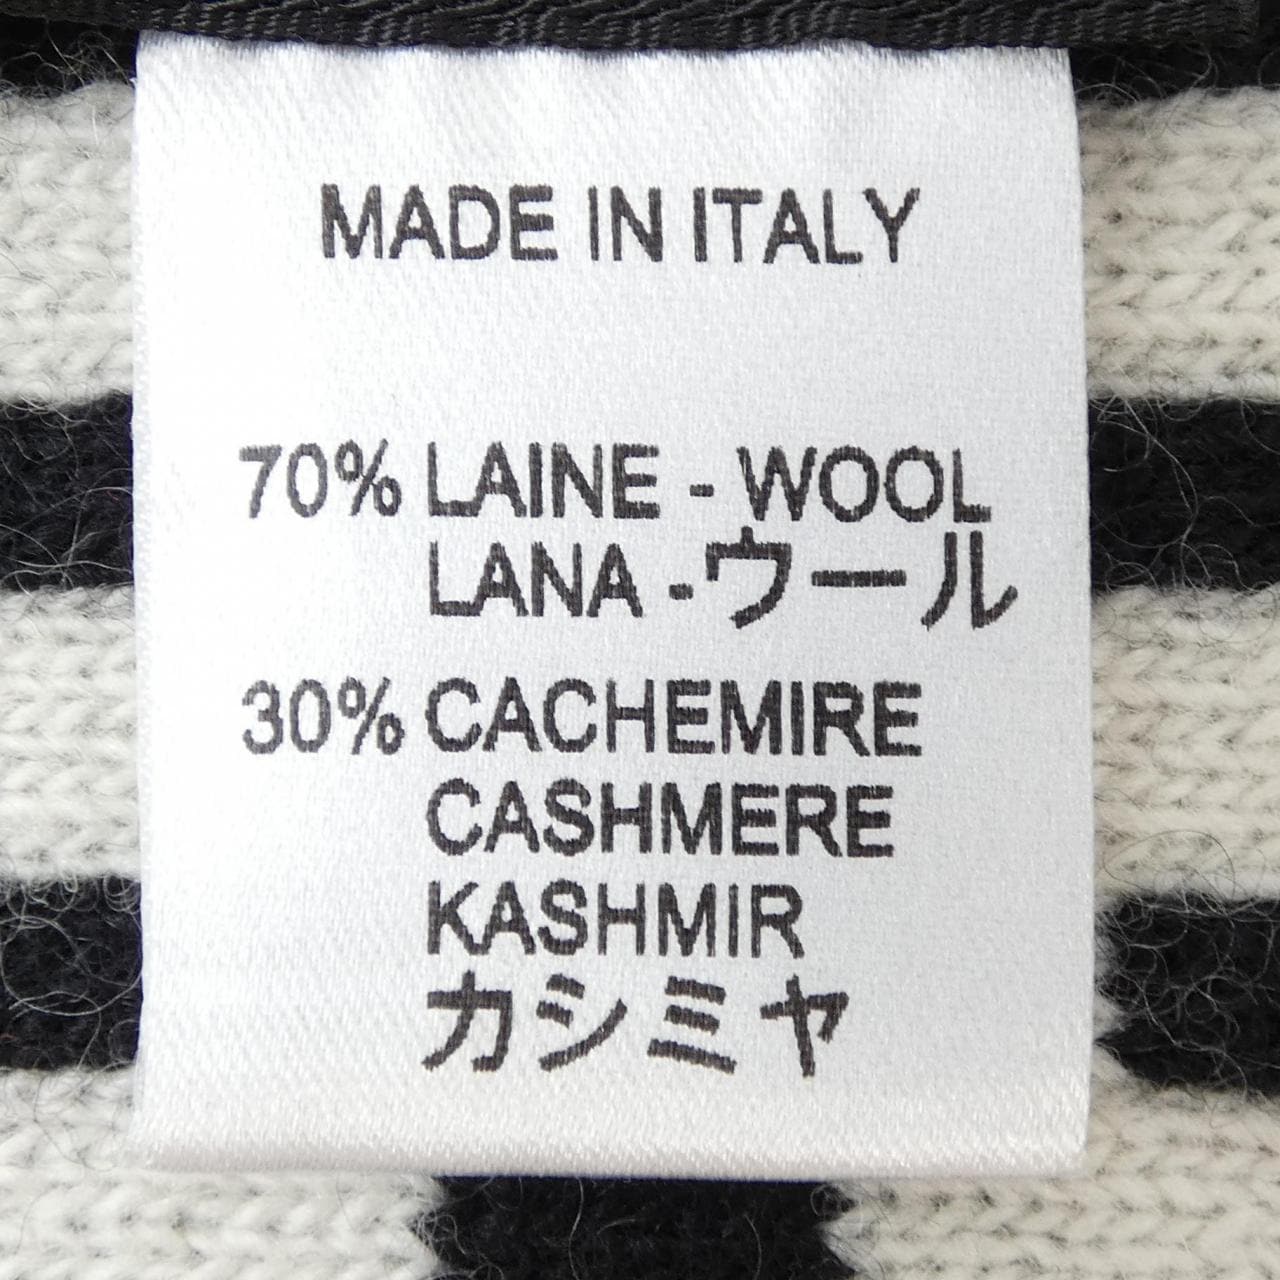 MADE IN ITALY
70% LAINE - WOOL
LANA - ウール
30% CACHEMIRE
CASHMERE
KASHMIR
カシミヤ